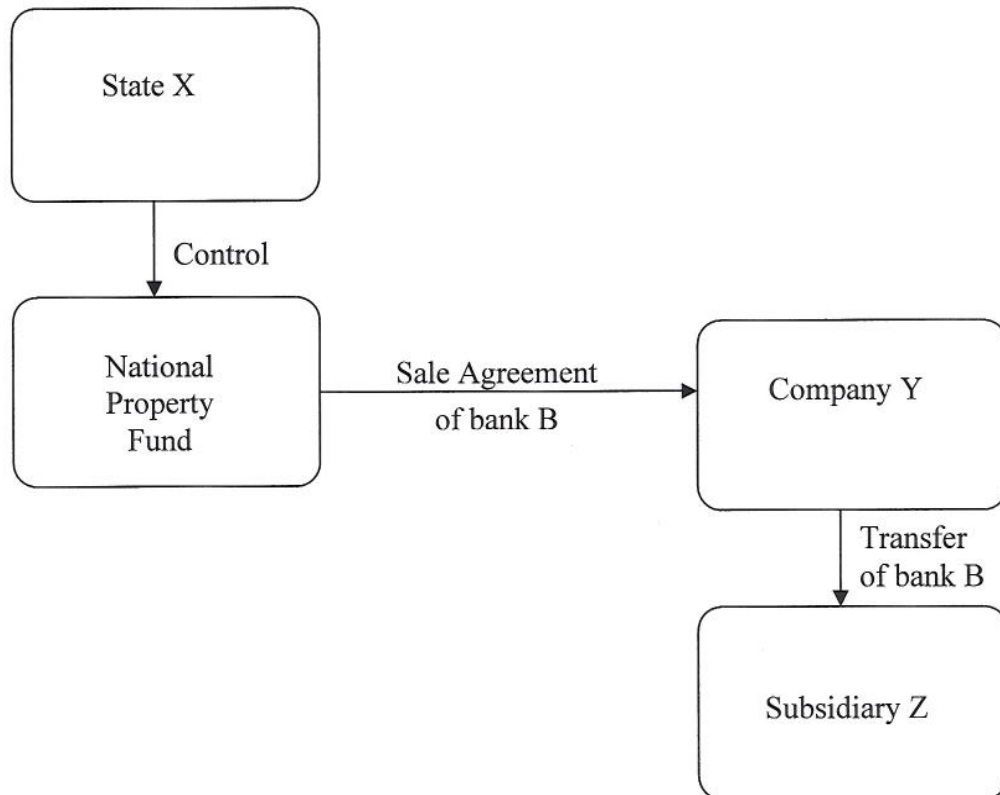 State X
Control
National
Property
Fund
Sale Agreement
of bank B
Company Y
Transfer
of bank B
Subsidiary Z